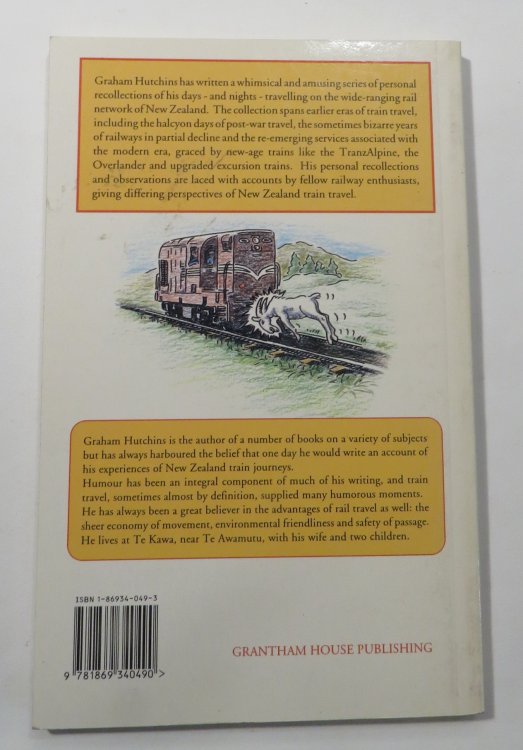 Graham Hutchins has written a whimsical and amusing series of personal
recollections of his days - and nights - travelling on the wide-ranging rail
network of New Zealand. The collection spans earlier eras of train travel,
including the halcyon days of post-war travel, the sometimes bizarre years
of railways in partial decline and the re-emerging services associated with
the modern era, graced by new-age trains like the TranzAlpine, the
Overlander and upgraded excursion trains. His personal recollections
and observations are laced with accounts by fellow railway enthusiasts,
giving differing perspectives of New Zealand train travel.
Graham Hutchins is the author of a number of books on a variety of subjects
but has always harboured the belief that one day he would write an account of
his experiences of New Zealand train journeys.
Humour has been an integral component of much of his writing, and train
travel, sometimes almost by definition, supplied many humorous moments.
He has always been a great believer in the advantages of rail travel as well: the
sheer economy of movement, environmental friendliness and safety of passage.
He lives at Te Kawa, near Te Awamutu, with his wife and two children.
ISBN 1-86934-049-3
9 781869 340490 >
GRANTHAM HOUSE PUBLISHING